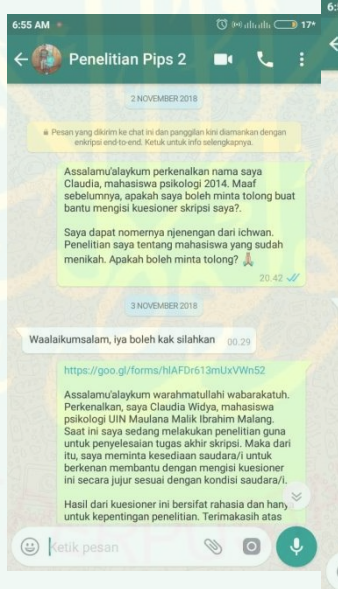 6:55 AM
17%
Penelitian Pips 2
2 NOVEMBER 2018
Pesan yang dikirim ke chat ini dan panggilan kini diamankan dengan
enkripsi end-to-end. Ketuk untuk info selengkapnya.
Assalamu'alaykum perkenalkan nama saya
Claudia, mahasiswa psikologi 2014. Maaf
sebelumnya, apakah saya boleh minta tolong buat
bantu mengisi kuesioner skripsi saya?.
Saya dapat nomernya njenengan dari ichwan.
Penelitian saya tentang mahasiswa yang sudah
menikah. Apakah boleh minta tolong? 🙏
20.42
3 NOVEMBER 2018
Waalaikumsalam, iya boleh kak silahkan 00.29
https://goo.gl/forms/hIAFDr613mUxVWn52
Assalamu'alaykum warahmatullahi wabarakatuh.
Perkenalkan, saya Claudia Widya, mahasiswa
psikologi UIN Maulana Malik Ibrahim Malang.
Saat ini saya sedang melakukan penelitian guna
untuk penyelesaian tugas akhir skripsi. Maka dari
itu, saya meminta kesediaan saudara/i untuk
berkenan membantu dengan mengisi kuesioner
ini secara jujur sesuai dengan kondisi saudara/i.
Hasil dari kuesioner ini bersifat rahasia dan hany
untuk kepentingan penelitian. Terimakasih atas
Ketik pesan